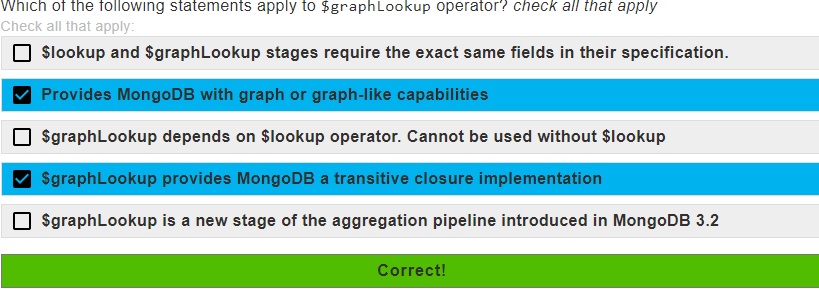 Which of the following statements apply to $graphLookup operator? check all that apply
Check all that apply:
$lookup and $graphLookup stages require the exact same fields in their specification.
Provides MongoDB with graph or graph-like capabilities
$graphLookup depends on $lookup operator. Cannot be used without $lookup
$graphLookup provides MongoDB a transitive closure implementation
$graphLookup is a new stage of the aggregation pipeline introduced in MongoDB 3.2
Correct!